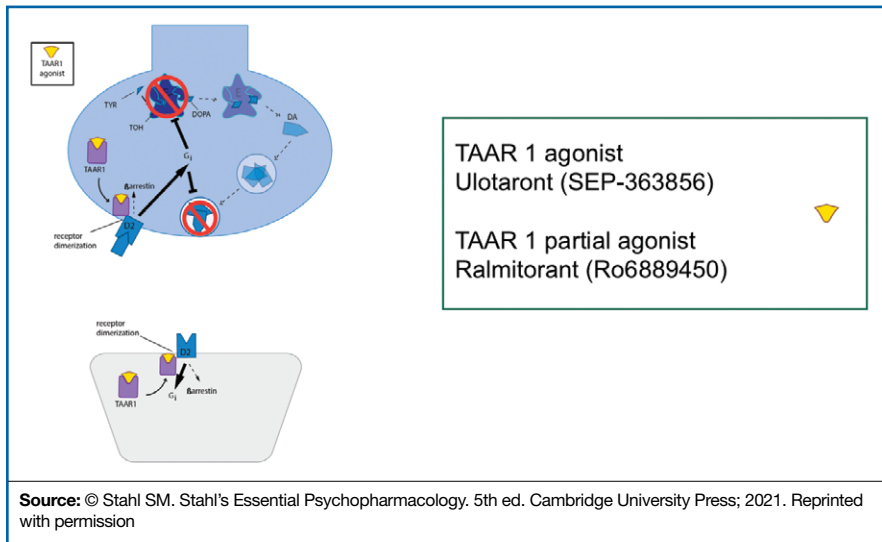 TAAR1
agonist
TYR
TOH
DOPA
E
DA
TAAR1
Gi
ßarrestin
D2
receptor
dimerization
TAAR 1 agonist
Ulotaront (SEP-363856)
TAAR 1 partial agonist
Ralmitorant (Ro6889450)
receptor
dimerization
D2
TAAR1
Gi
ßarrestin
Source: © Stahl SM. Stahl’s Essential Psychopharmacology. 5th ed. Cambridge University Press; 2021. Reprinted
with permission